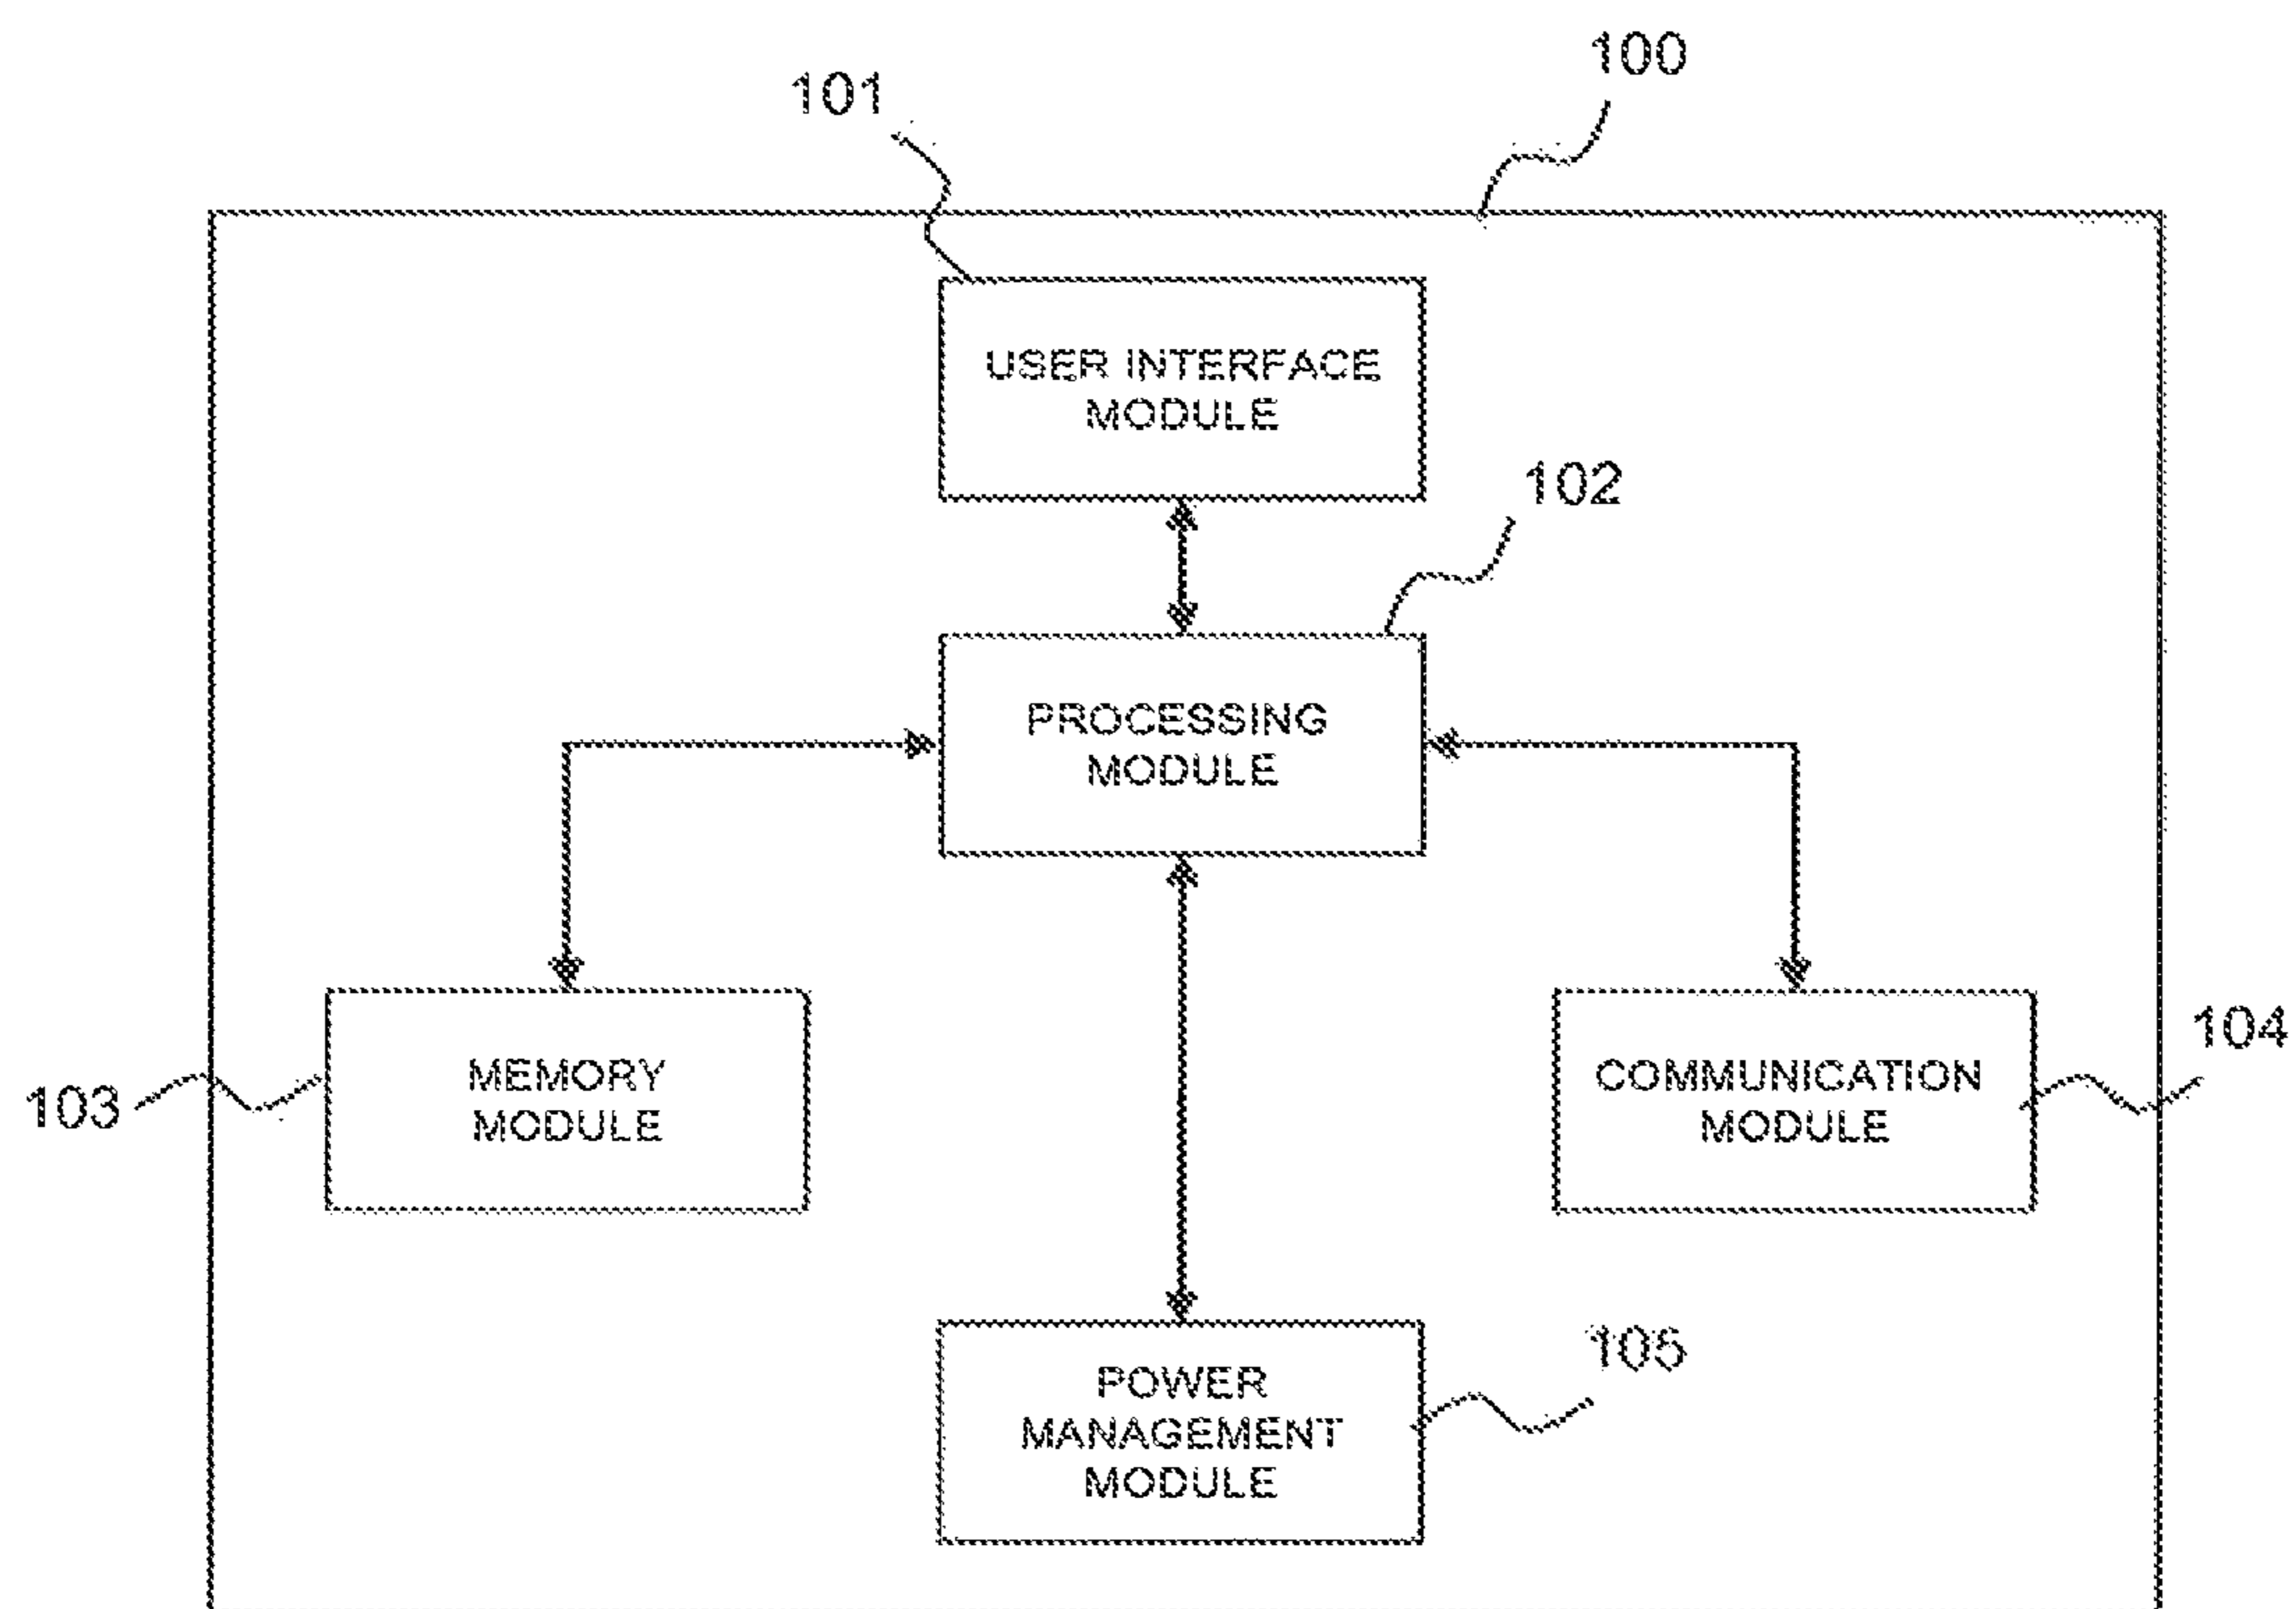 100
101
USER INTERFACE
MODULE
102
PROCESSING
MODULE
103
MEMORY
MODULE
104
COMMUNICATION
MODULE
105
POWER
MANAGEMENT
MODULE